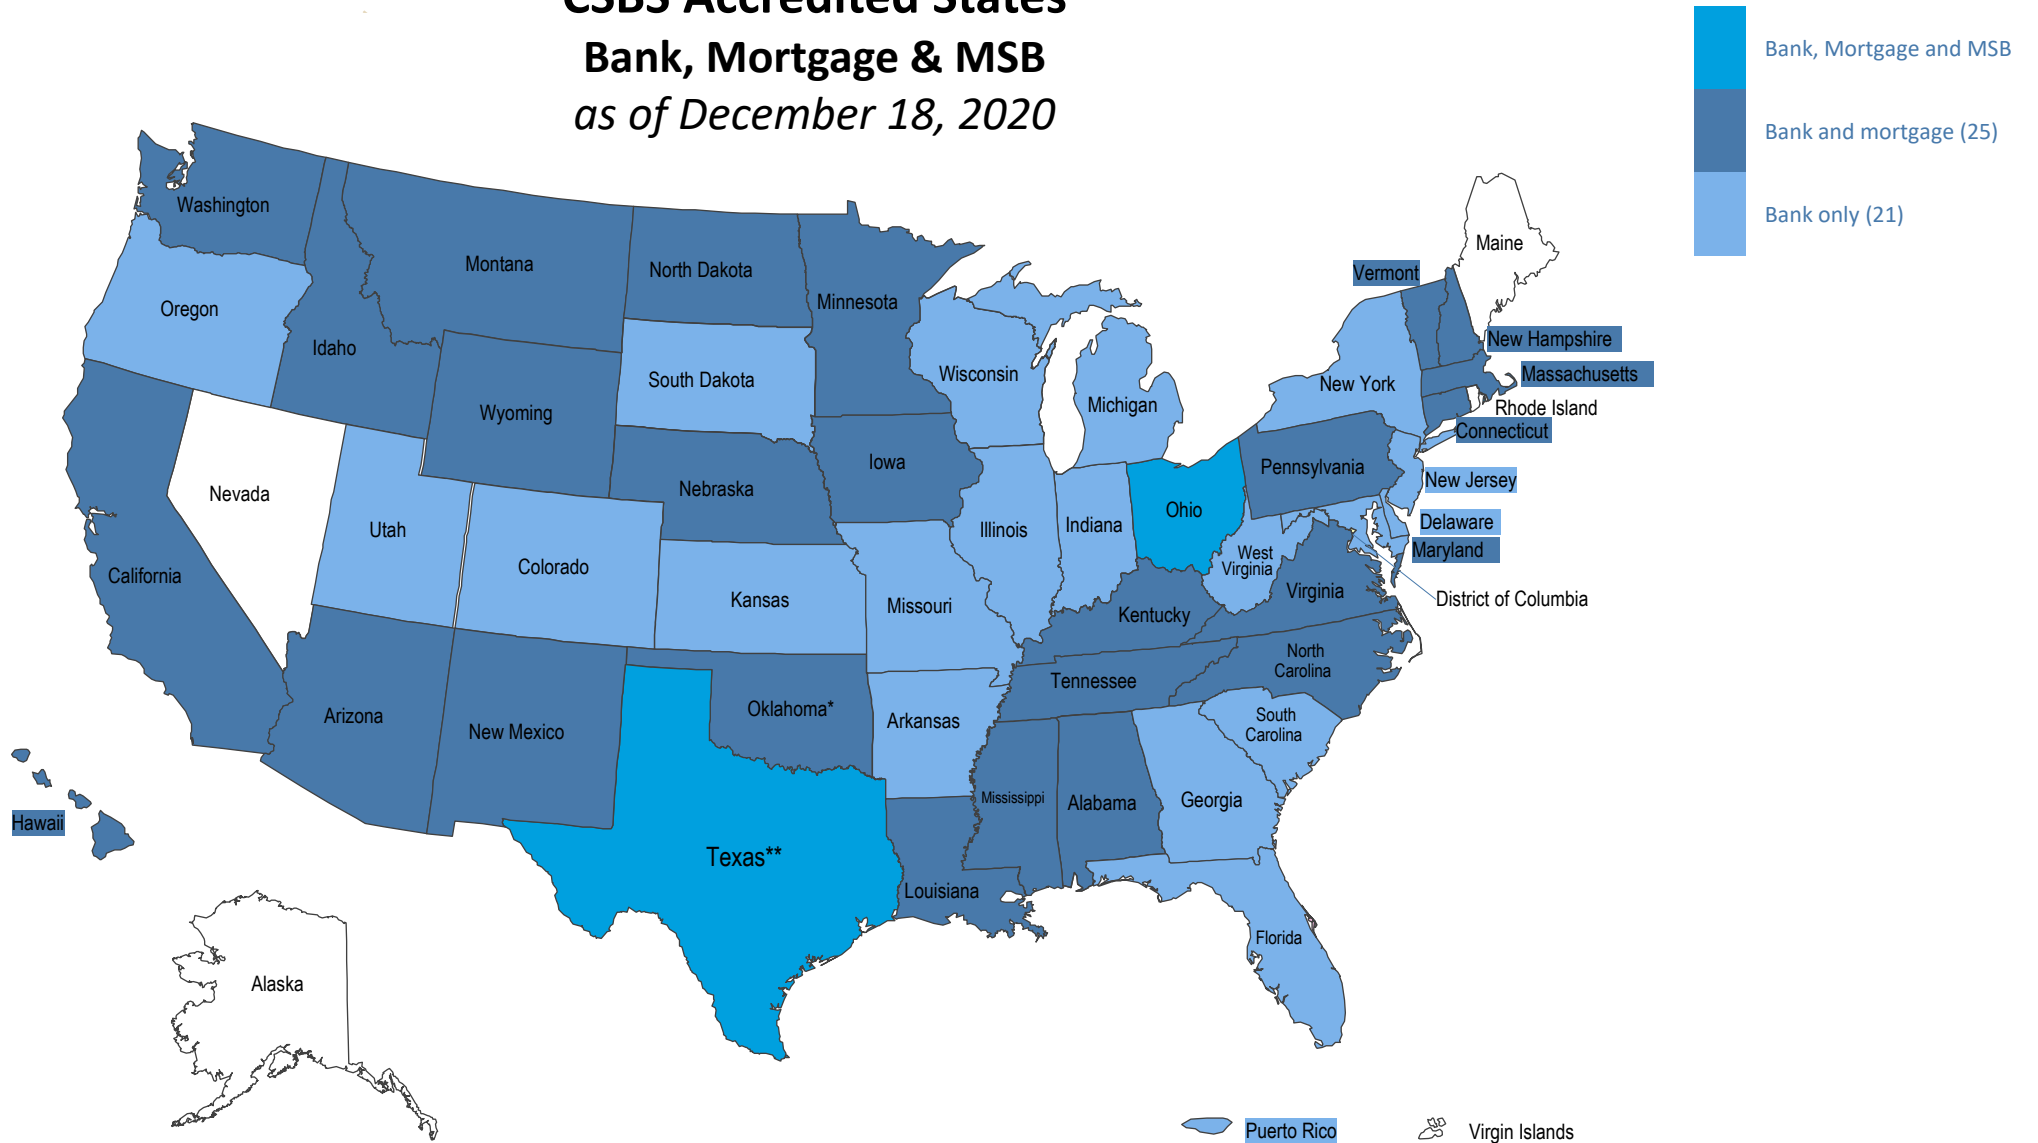 CSBS Accredited States
Bank, Mortgage & MSB
as of December 18, 2020
Bank, Mortgage and MSB
Bank and mortgage (25)
Bank only (21)
Washington
Montana
North Dakota
Minnesota
Maine
Vermont
Oregon
Idaho
Wyoming
South Dakota
Wisconsin
Michigan
New York
New Hampshire
Massachusetts
Rhode Island
Connecticut
Nevada
Utah
Colorado
Nebraska
Iowa
Illinois
Indiana
Ohio
Pennsylvania
New Jersey
Delaware
Maryland
District of Columbia
California
Kansas
Missouri
Kentucky
West
Virginia
Virginia
Arizona
New Mexico
Oklahoma*
Arkansas
Tennessee
North
Carolina
South
Carolina
Hawaii
Texas**
Louisiana
Mississippi
Alabama
Georgia
Florida
Alaska
Puerto Rico
Virgin Islands